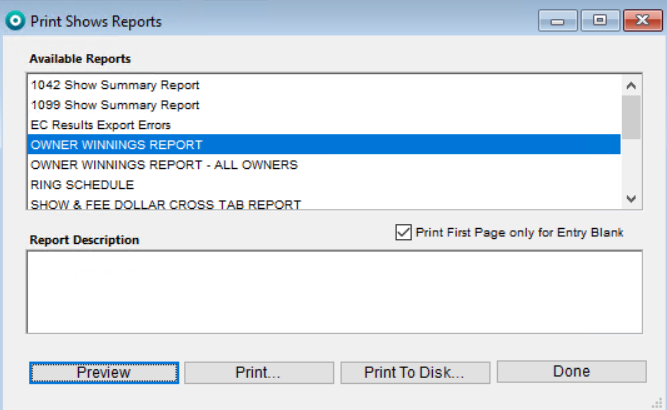 Print Shows Reports
Available Reports
1042 Show Summary Report
1099 Show Summary Report
EC Results Export Errors
OWNER WINNINGS REPORT
OWNER WINNINGS REPORT - ALL OWNERS
RING SCHEDULE
SHOW & FEE DOLLAR CROSS TAB REPORT
Print First Page only for Entry Blank
Report Description
Preview Print... Print To Disk... Done